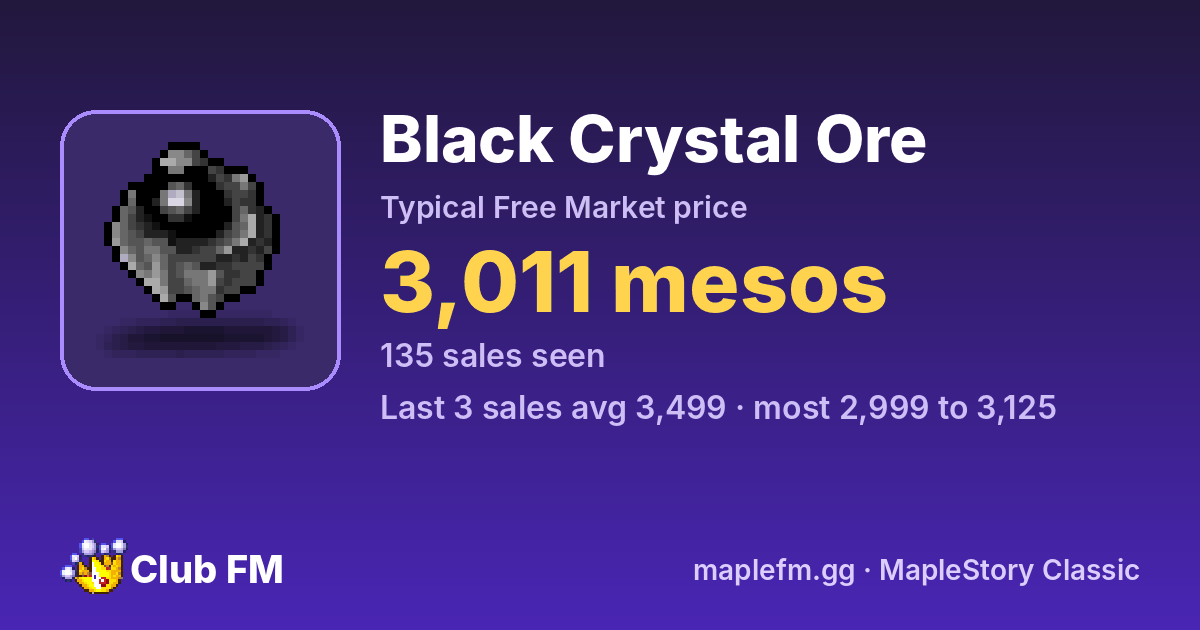 Black Crystal Ore
Typical Free Market price
3,011 mesos
135 sales seen
Last 3 sales avg 3,499 · most 2,999 to 3,125
Club FM
maplefm.gg · MapleStory Classic